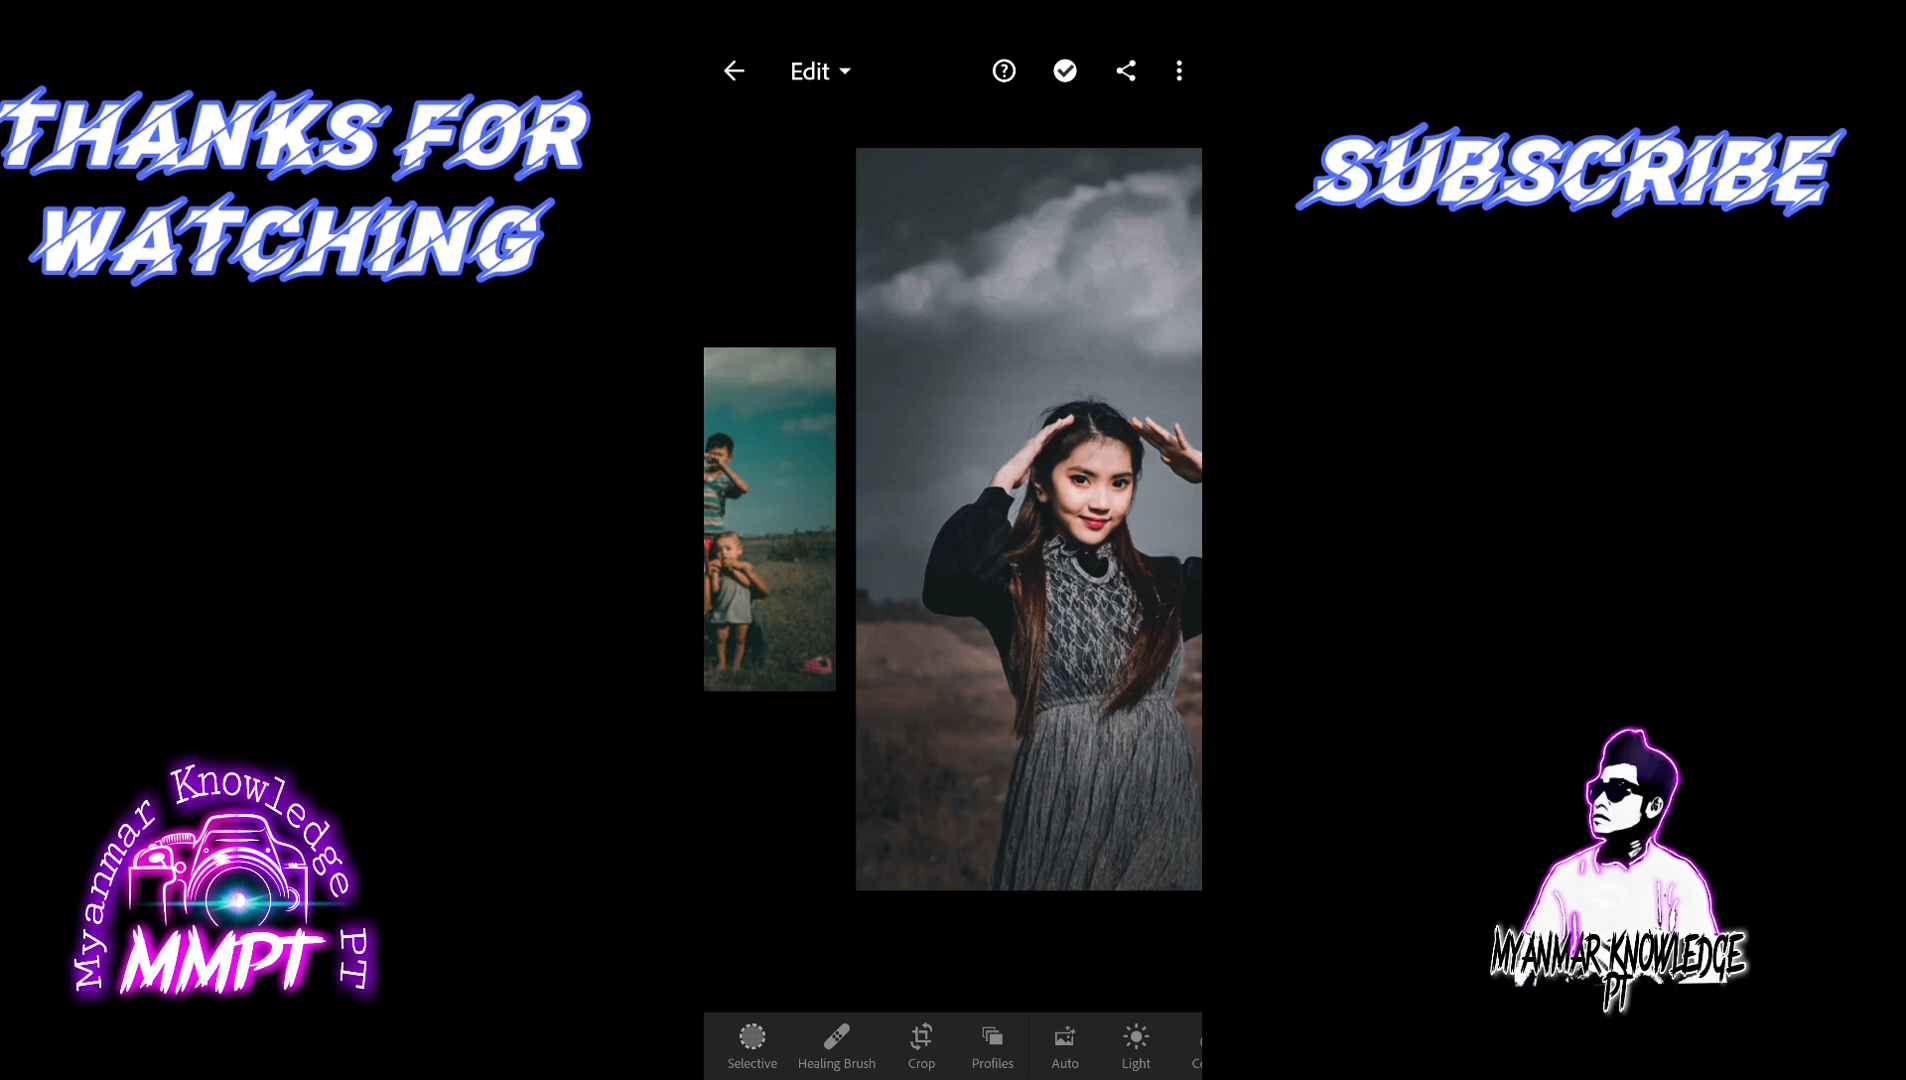 THANKS FOR
WATCHING
Edit
SUBSCRIBE
Myanmar Knowledge PT
MMPT
MYANMAR KNOWLEDGE
PT
Selective
Healing Brush
Crop
Profiles
Auto
Light